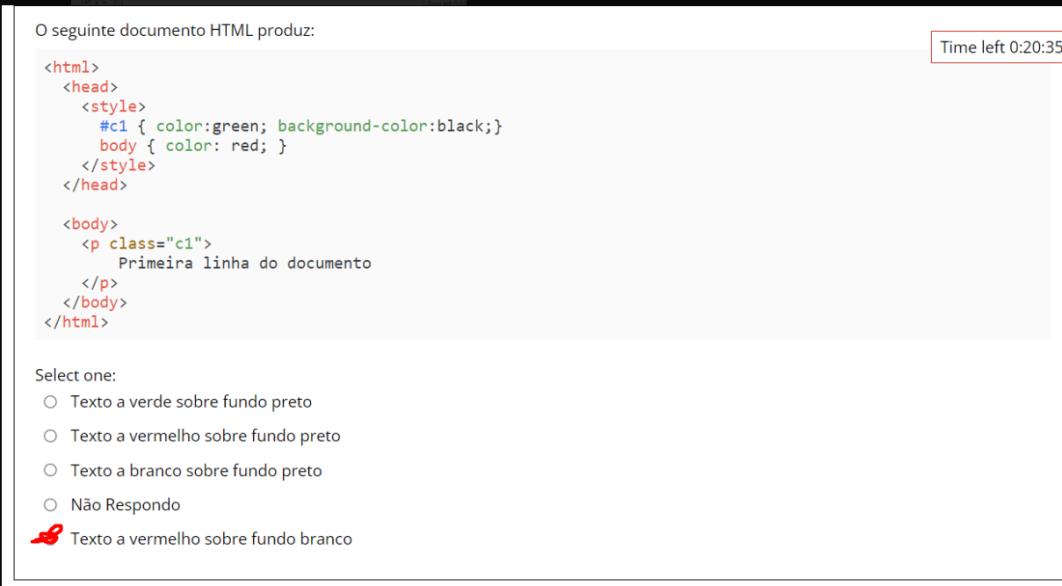 O seguinte documento HTML produz:
Time left 0:20:35
<html>
<head>
<style>
#c1 { color:green; background-color:black;}
body { color: red; }
</style>
</head>
<body>
<p class="c1">
Primeira linha do documento
</p>
</body>
</html>
Select one:
Texto a verde sobre fundo preto
Texto a vermelho sobre fundo preto
Texto a branco sobre fundo preto
Não Respondo
Texto a vermelho sobre fundo branco